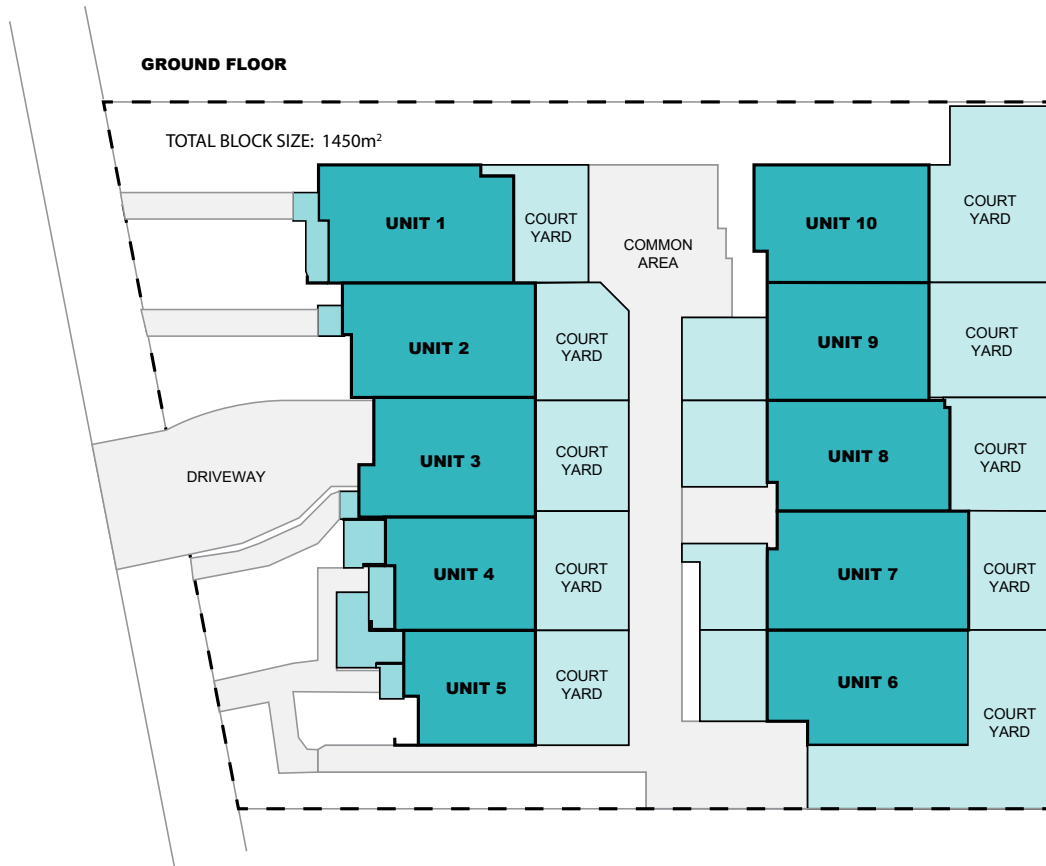 GROUND FLOOR
TOTAL BLOCK SIZE: 1450m²
UNIT 1
COURT
YARD
COMMON
AREA
UNIT 10
COURT
YARD
UNIT 2
COURT
YARD
UNIT 9
COURT
YARD
DRIVEWAY
UNIT 3
COURT
YARD
UNIT 8
COURT
YARD
UNIT 4
COURT
YARD
UNIT 7
COURT
YARD
UNIT 5
COURT
YARD
UNIT 6
COURT
YARD